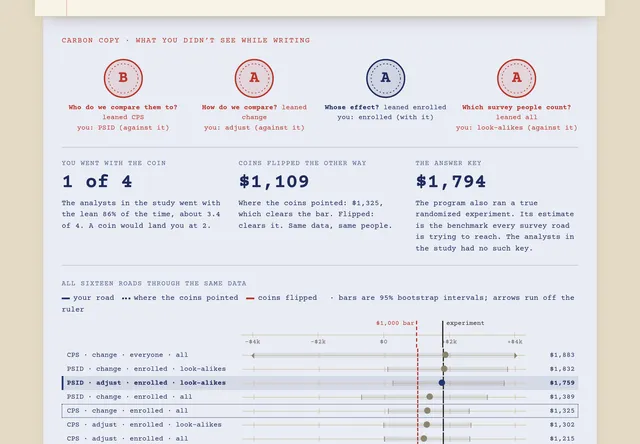 CARBON COPY · WHAT YOU DIDN'T SEE WHILE WRITING
B
A
A
A
Who do we compare them to?
leaned CPS
you: PSID (against it)
How do we compare? leaned
change
you: adjust (against it)
Whose effect? leaned enrolled
you: enrolled (with it)
Which survey people count?
leaned all
you: look-alikes (against it)
YOU WENT WITH THE COIN
1 of 4
The analysts in the study went with
the lean 86% of the time, about 3.4
of 4. A coin would land you at 2.
COINS FLIPPED THE OTHER WAY
$1,109
Where the coins pointed: $1,325,
which clears the bar. Flipped:
clears it. Same data, same people.
THE ANSWER KEY
$1,794
The program also ran a true
randomized experiment. Its estimate
is the benchmark every survey road
is trying to reach. The analysts in
the study had no such key.
ALL SIXTEEN ROADS THROUGH THE SAME DATA
your road where the coins pointed coins flipped · bars are 95% bootstrap intervals; arrows run off the
ruler
$1,000 bar experiment
-$4k -$2k $0 +$2k +$4k
CPS · change · everyone · all $1,883
PSID · change · enrolled · look-alikes $1,832
PSID · adjust · enrolled · look-alikes $1,759
PSID · change · enrolled · all $1,389
CPS · change · enrolled · all $1,325
CPS · adjust · enrolled · look-alikes $1,302
CPS · adjust · enrolled · all $1,215